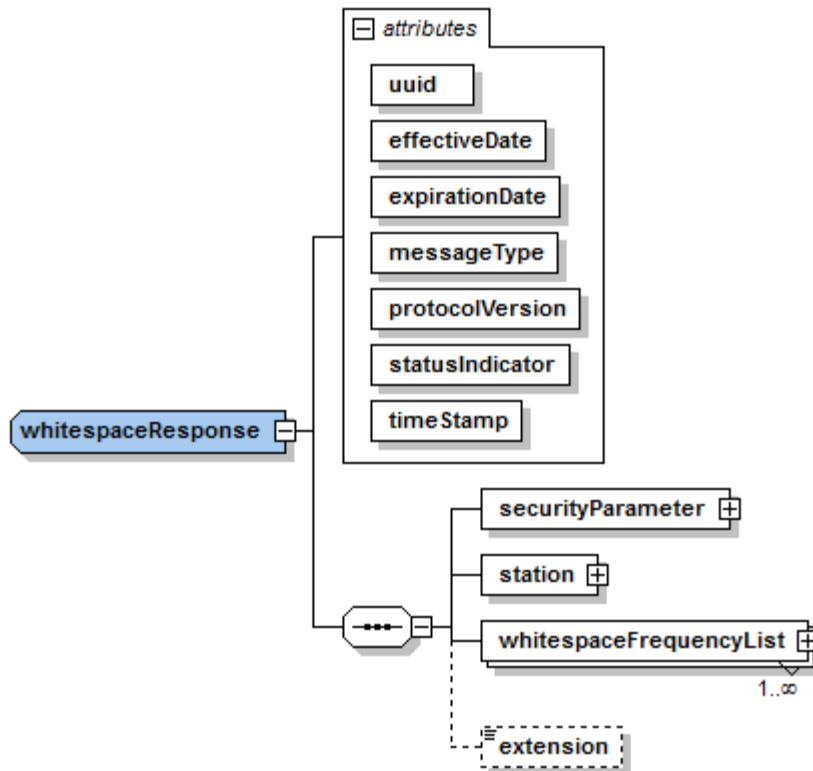 attributes
uuid
effectiveDate
expirationDate
messageType
protocolVersion
statusIndicator
timeStamp
whitespaceResponse
securityParameter
station
whitespaceFrequencyList
1..∞
extension